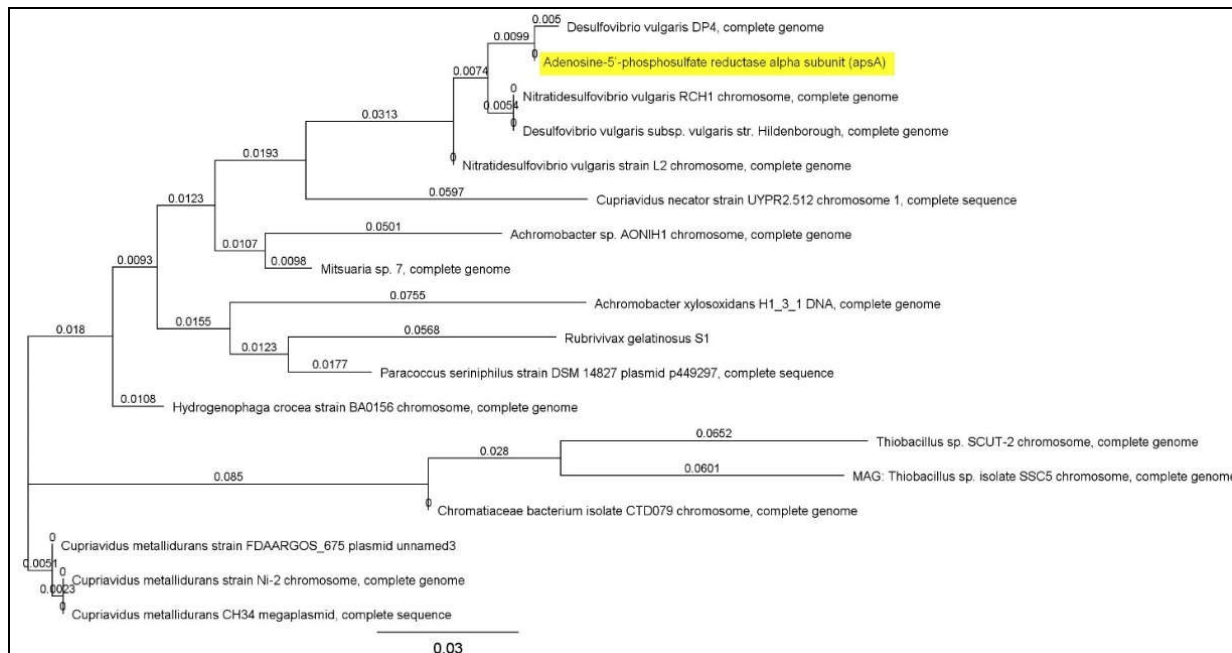 0.005
Desulfovibrio vulgaris DP4, complete genome
0.0099
0
Adenosine-5'-phosphosulfate reductase alpha subunit (apsA)
0.0074
0
Nitratidesulfovibrio vulgaris RCH1 chromosome, complete genome
0.0054
0.0313
0
Desulfovibrio vulgaris subsp. vulgaris str. Hildenborough, complete genome
0.0193
0
Nitratidesulfovibrio vulgaris strain L2 chromosome, complete genome
0.0123
0.0597
Cupriavidus necator strain UYPR2.512 chromosome 1, complete sequence
0.0501
Achromobacter sp. AONIH1 chromosome, complete genome
0.0107
0.0098
Mitsuaria sp. 7, complete genome
0.0093
0.0755
Achromobacter xylosoxidans H1_3_1 DNA, complete genome
0.0155
0.018
0.0568
Rubrivivax gelatinosus S1
0.0123
0.0177
Paracoccus seriniphilus strain DSM 14827 plasmid p449297, complete sequence
0.0108
Hydrogenophaga crocea strain BA0156 chromosome, complete genome
0.0652
Thiobacillus sp. SCUT-2 chromosome, complete genome
0.028
0.0601
MAG: Thiobacillus sp. isolate SSC5 chromosome, complete genome
0.085
0
Chromatiaceae bacterium isolate CTD079 chromosome, complete genome
0
Cupriavidus metallidurans strain FDAARGOS_675 plasmid unnamed3
0.0051
0
Cupriavidus metallidurans strain Ni-2 chromosome, complete genome
0.0023
0
Cupriavidus metallidurans CH34 megaplasmid, complete sequence
0.03